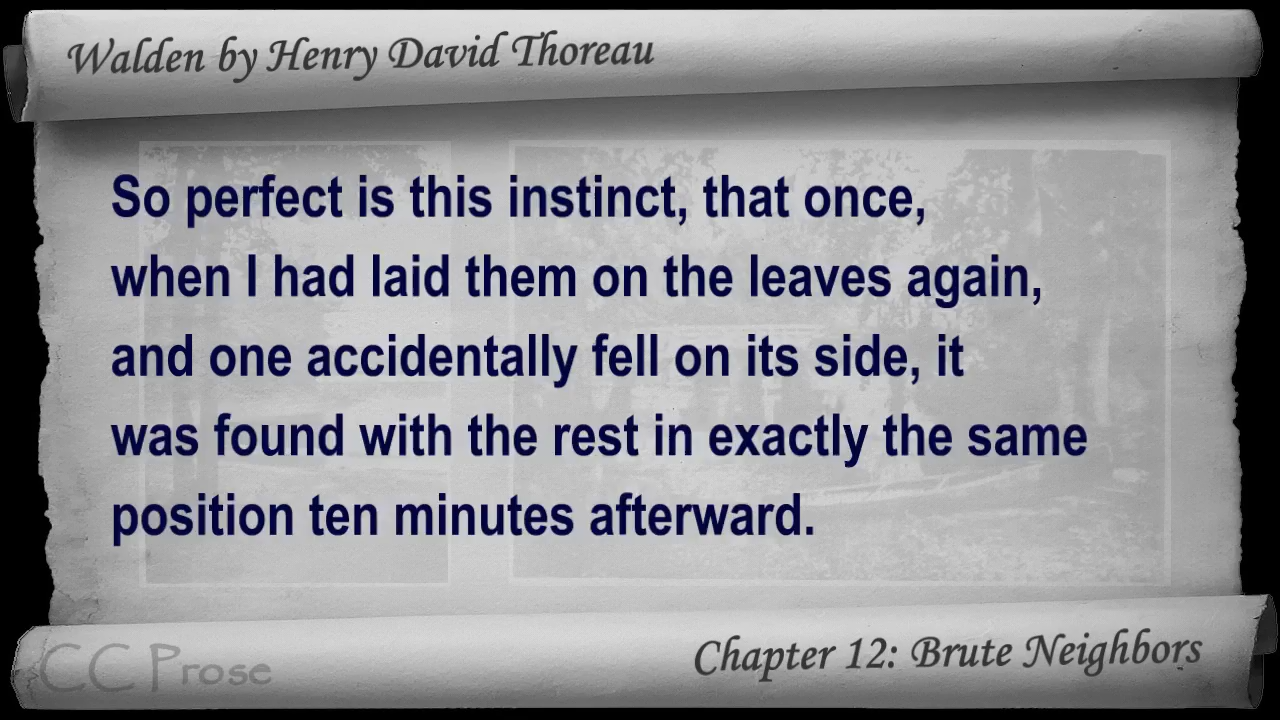 Walden by Henry David Thoreau
So perfect is this instinct, that once,
when I had laid them on the leaves again,
and one accidentally fell on its side, it
was found with the rest in exactly the same
position ten minutes afterward.
Chapter 12: Brute Neighbors
CC Prose